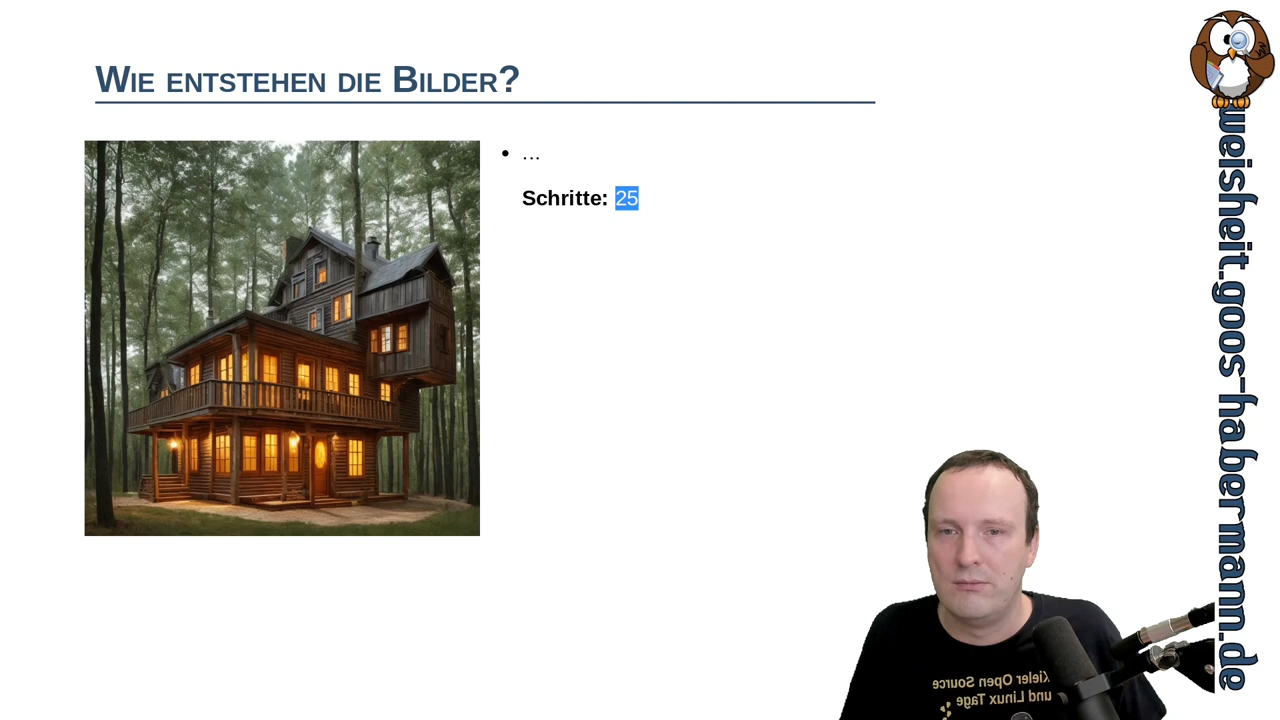 Wie entstehen die Bilder?
• ...
Schritte: 25
weisheit.goos-habermann.de
Kieler Open Source
und Linux Tage